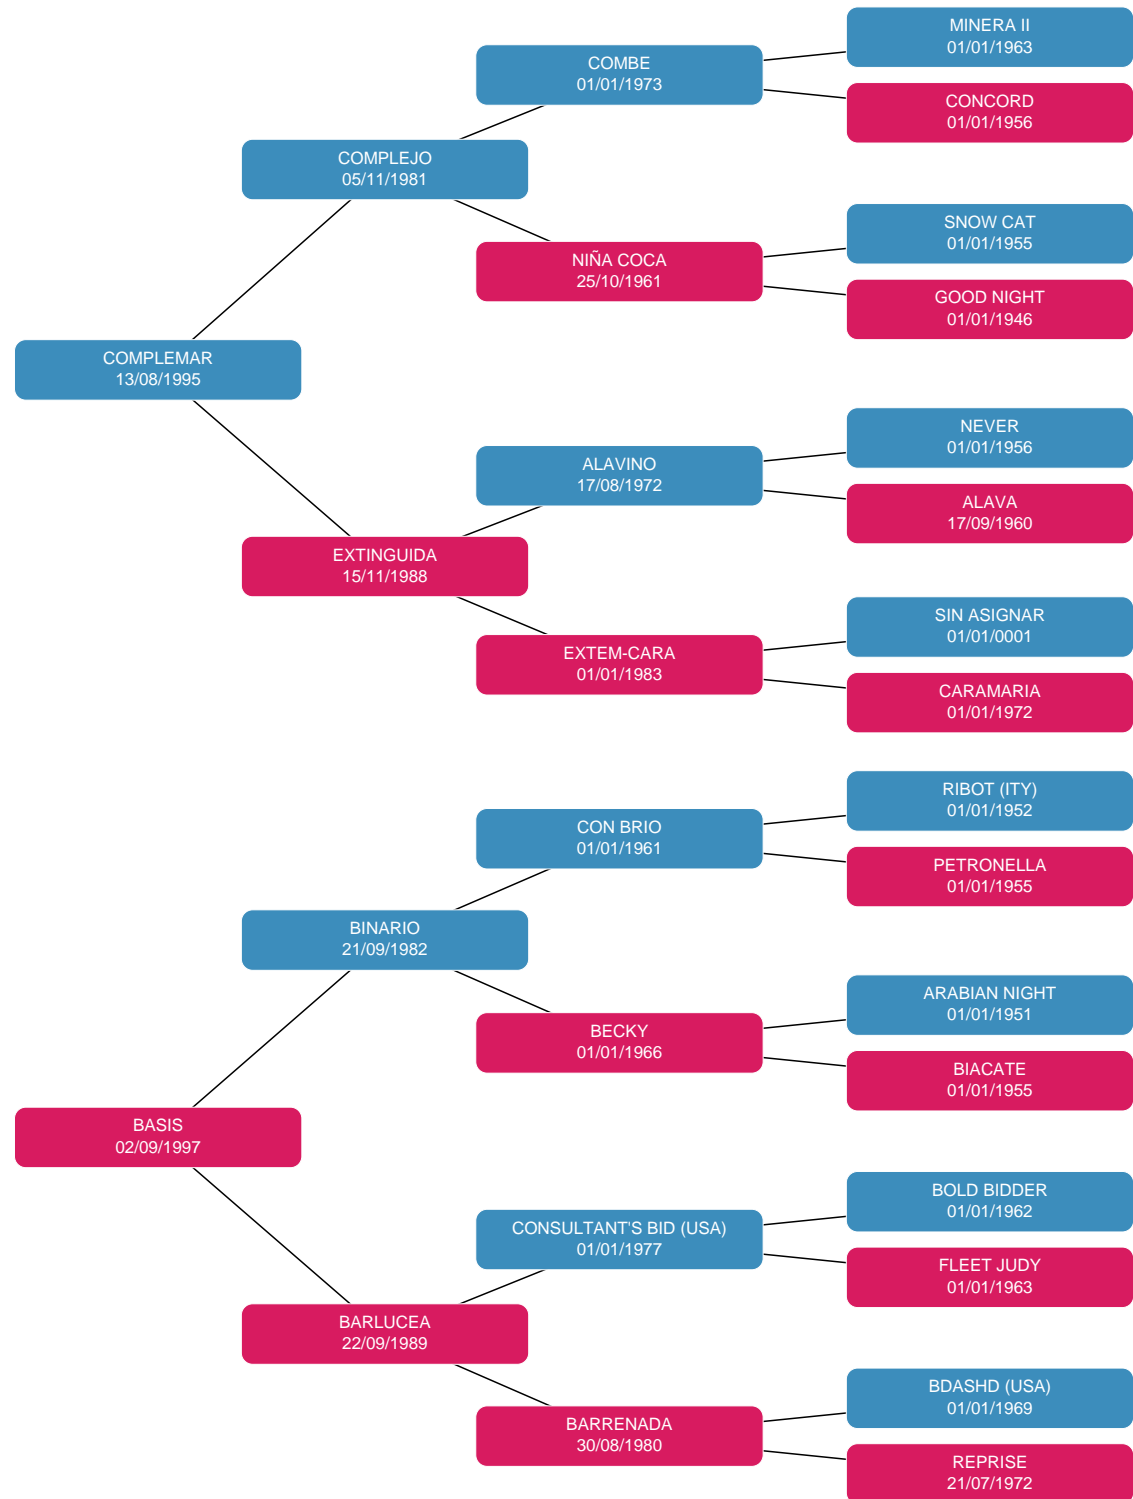 MINERA II
01/01/1963
COMBE
01/01/1973
CONCORD
01/01/1956
COMPLEJO
05/11/1981
SNOW CAT
01/01/1955
NIÑA COCA
25/10/1961
GOOD NIGHT
01/01/1946
COMPLEMAR
13/08/1995
NEVER
01/01/1956
ALAVINO
17/08/1972
ALAVA
17/09/1960
EXTINGUIDA
15/11/1988
SIN ASIGNAR
01/01/0001
EXTEM-CARA
01/01/1983
CARAMARIA
01/01/1972
RIBOT (ITY)
01/01/1952
CON BRIO
01/01/1961
PETRONELLA
01/01/1955
BINARIO
21/09/1982
ARABIAN NIGHT
01/01/1951
BECKY
01/01/1966
BIACATE
01/01/1955
BASIS
02/09/1997
BOLD BIDDER
01/01/1962
CONSULTANT'S BID (USA)
01/01/1977
FLEET JUDY
01/01/1963
BARLUCEA
22/09/1989
BDASHD (USA)
01/01/1969
BARRENADA
30/08/1980
REPRISE
21/07/1972